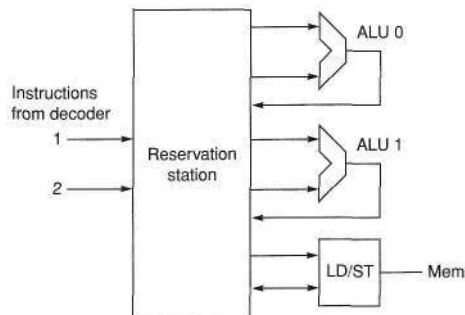 ALU 0
Instructions
from decoder
1
2
Reservation
station
ALU 1
LD/ST
Mem